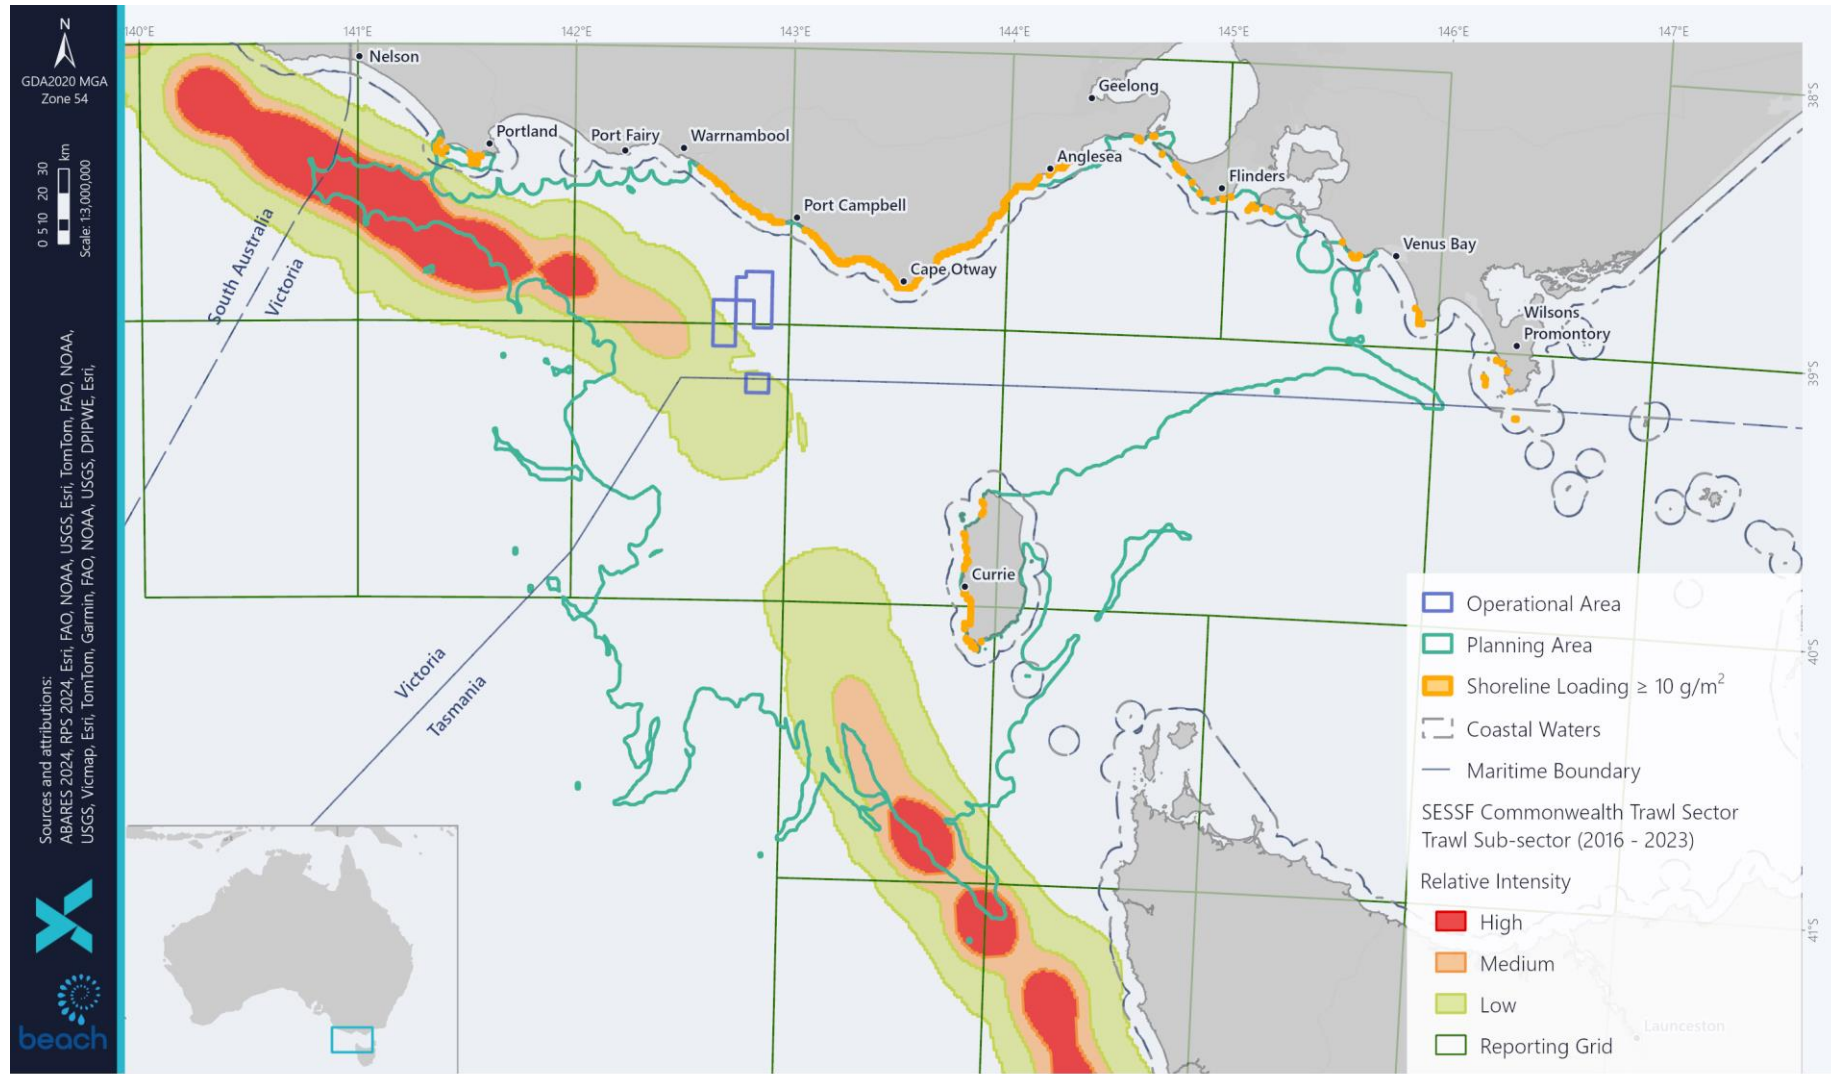 140°E
141°E
142°E
143°E
144°E
145°E
146°E
147°E
N
GDA2020 MGA
Zone 54
0 5 10 20 30 km
Scale: 1:3,000,000
Sources and attributions:
ABARES 2024, RPS 2024, Esri, FAO, NOAA, USGS, Esri, TomTom, FAO, NOAA,
USGS, Vicmap, Esri, TomTom, Garmin, FAO, NOAA, USGS, DPIPWE, Esri,
beach
Nelson
Portland
Port Fairy
Warrnambool
Geelong
Anglesea
Flinders
Port Campbell
Cape Otway
Venus Bay
Wilsons
Promontory
Currie
South Australia
Victoria
Victoria
Tasmania
38°S
39°S
40°S
41°S
Operational Area
Planning Area
Shoreline Loading ≥ 10 g/m²
Coastal Waters
Maritime Boundary
SESSF Commonwealth Trawl Sector
Trawl Sub-sector (2016 - 2023)
Relative Intensity
High
Medium
Low
Reporting Grid
Launceston